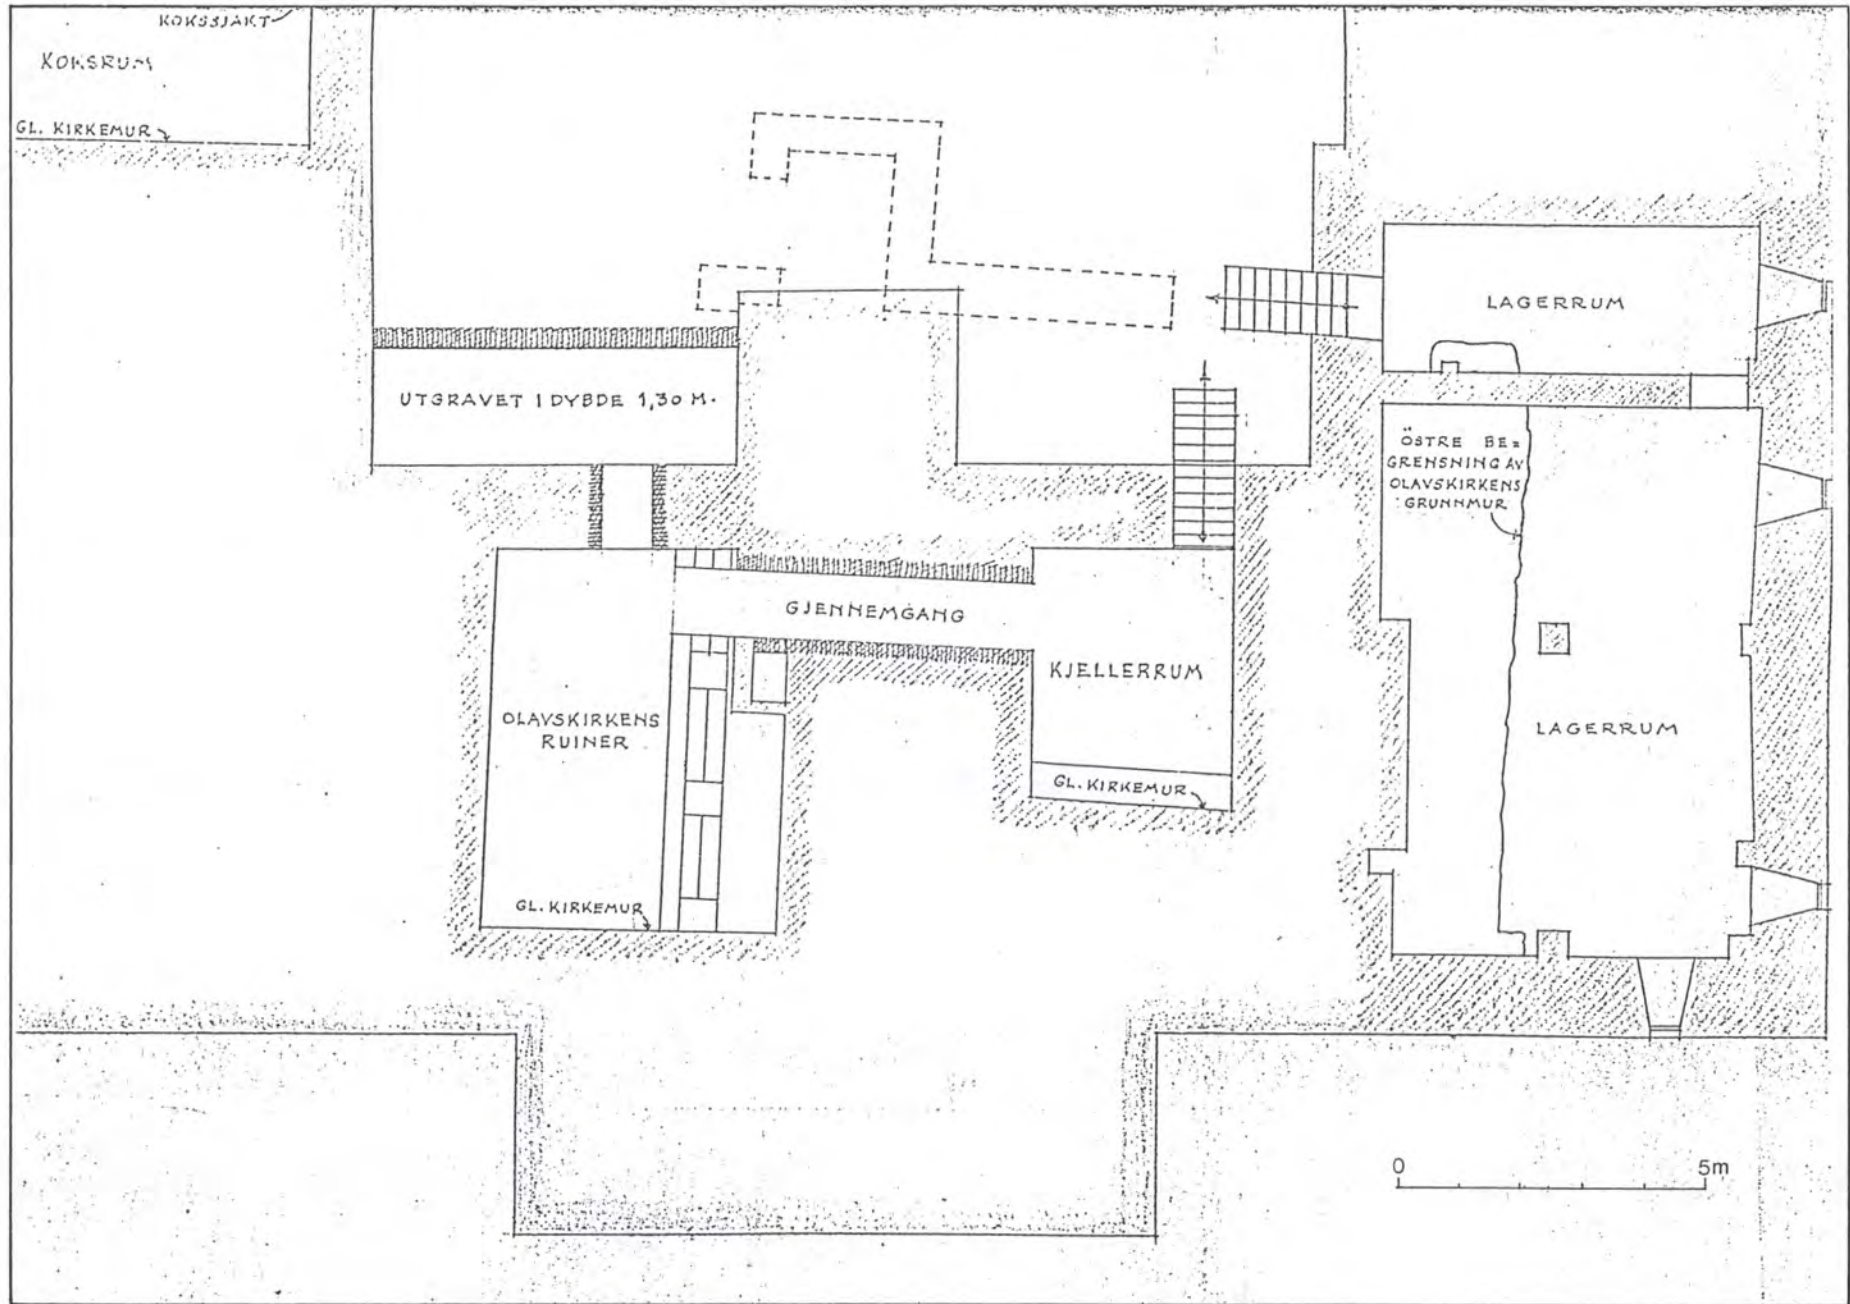 KOKSSJAKT
KOKSRUM
GL. KIRKEMUR
LAGERRUM
UTGRAVET I DYBDE 1,30 M.
ÖSTRE BE=
GRENSNING AV
OLAVSKIRKENS
GRUNNMUR
GJENNEMGANG
KJELLERRUM
OLAVSKIRKENS
RUINER
LAGERRUM
GL. KIRKEMUR
GL. KIRKEMUR
0 5m